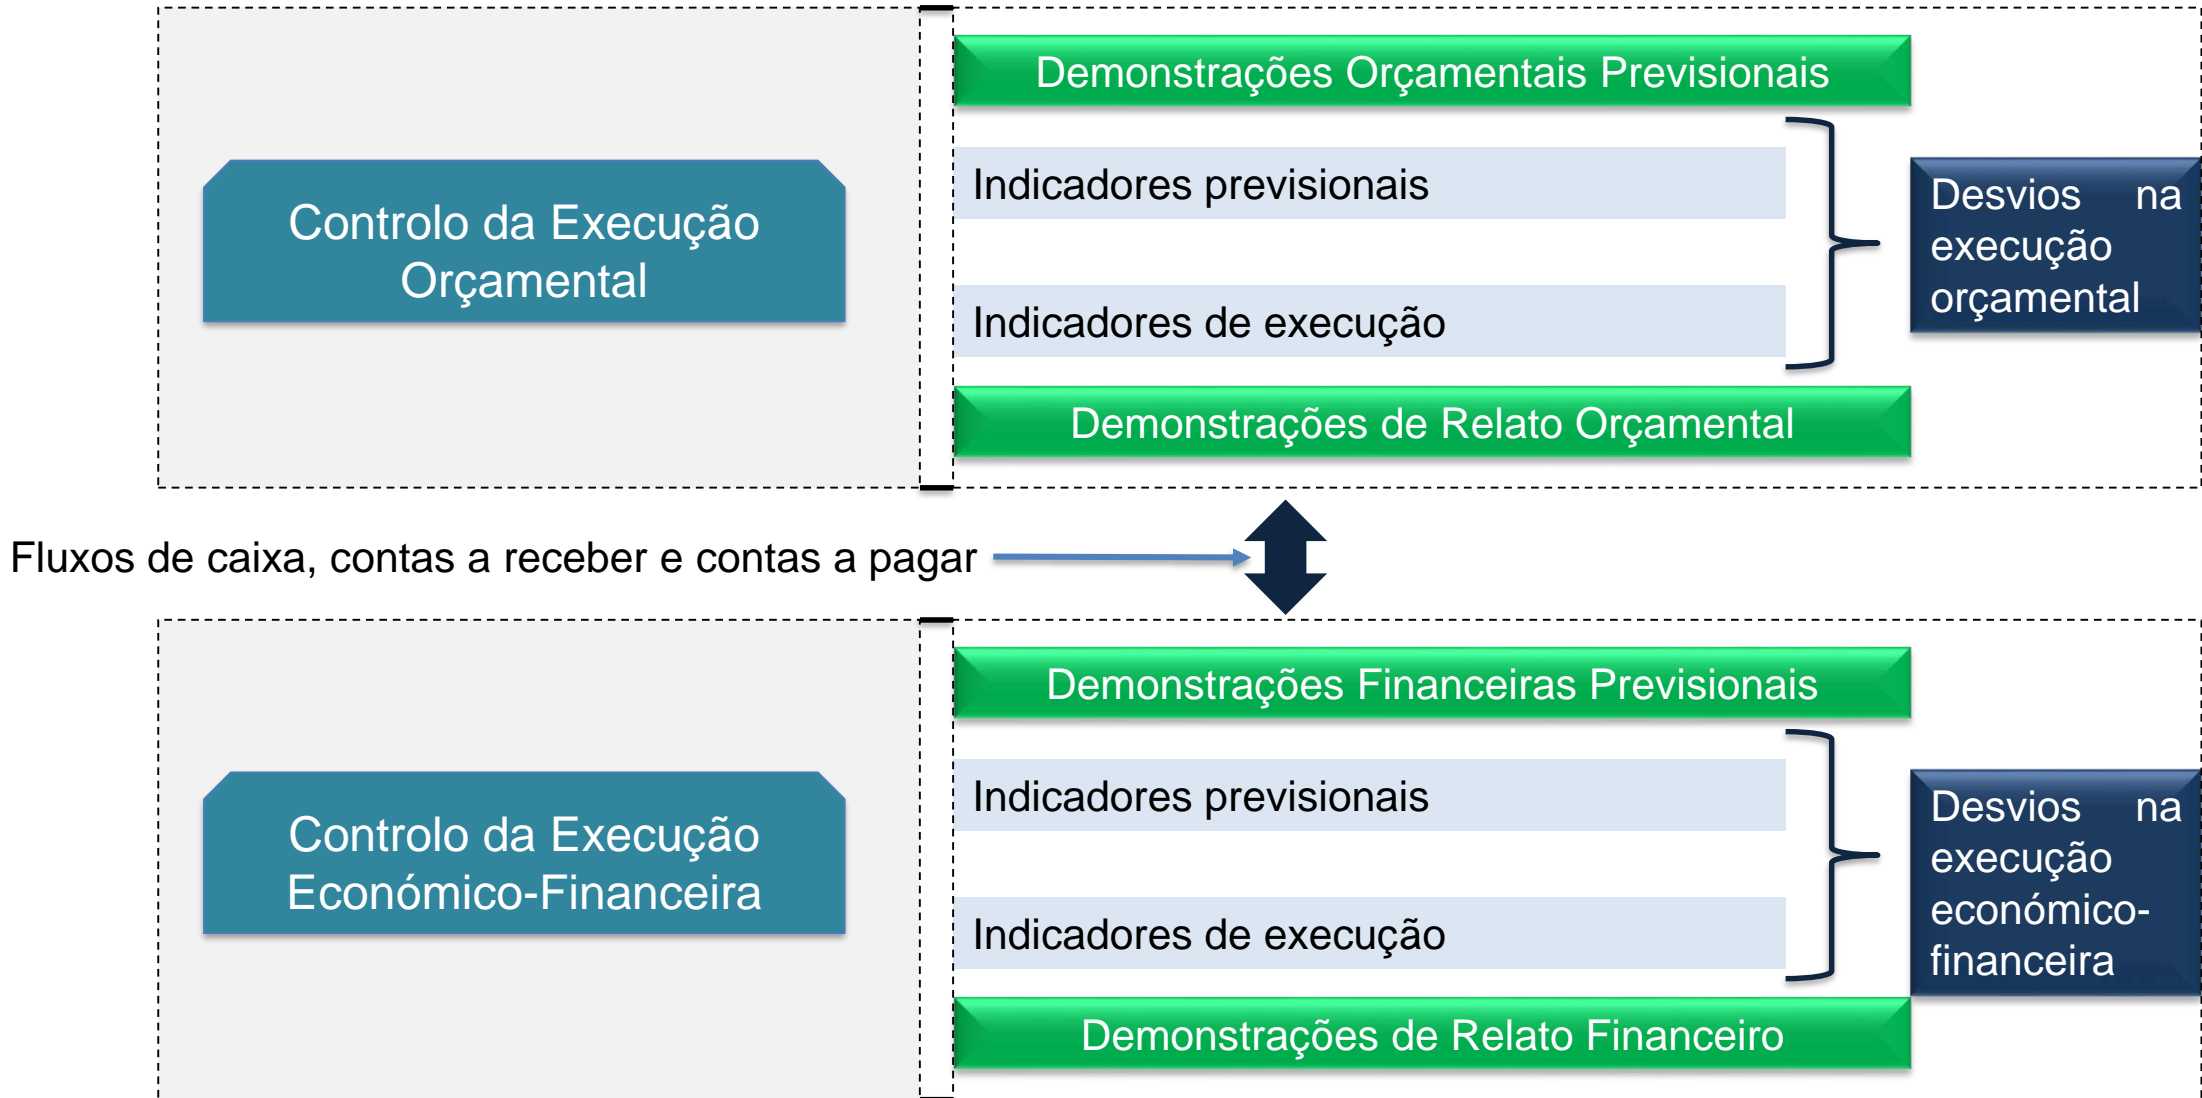 Demonstrações Orçamentais Previsionais
Controlo da Execução
Orçamental
Indicadores previsionais
Indicadores de execução
Desvios na
execução
orçamental
Demonstrações de Relato Orçamental
Fluxos de caixa, contas a receber e contas a pagar
Demonstrações Financeiras Previsionais
Controlo da Execução
Económico-Financeira
Indicadores previsionais
Indicadores de execução
Desvios na
execução
económico-
financeira
Demonstrações de Relato Financeiro